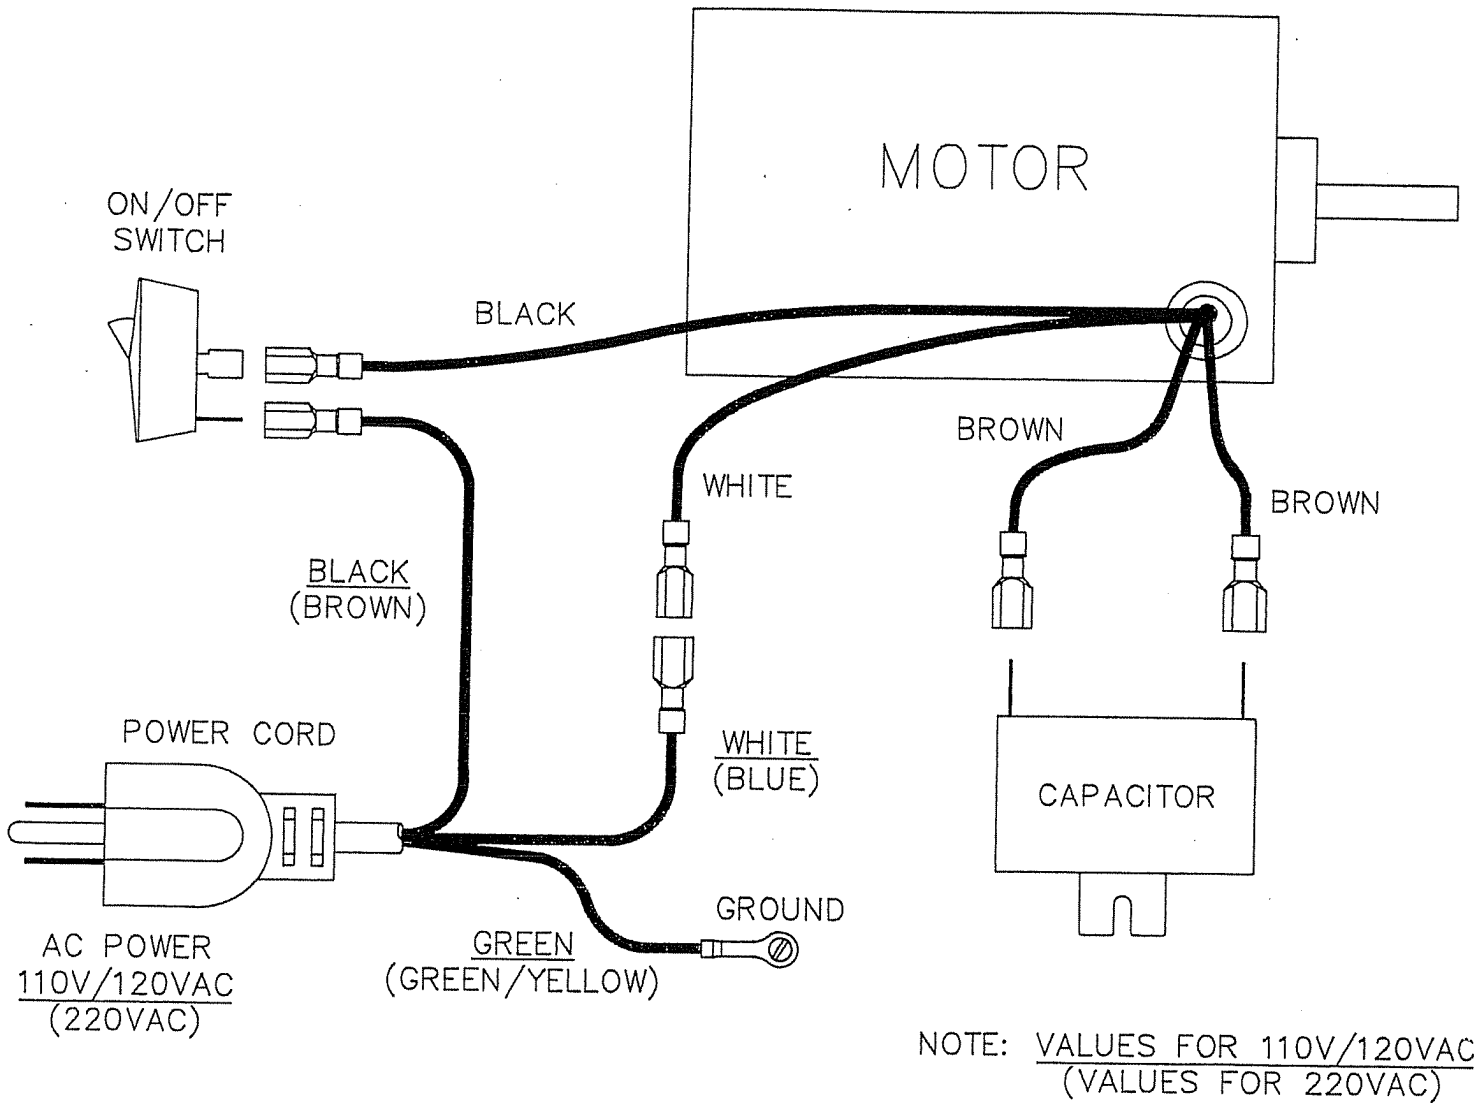 MOTOR
ON/OFF
SWITCH
BLACK
BROWN
WHITE
BROWN
BLACK
(BROWN)
POWER CORD
WHITE
(BLUE)
CAPACITOR
GROUND
AC POWER
110V/120VAC
(220VAC)
GREEN
(GREEN/YELLOW)
NOTE: VALUES FOR 110V/120VAC
(VALUES FOR 220VAC)